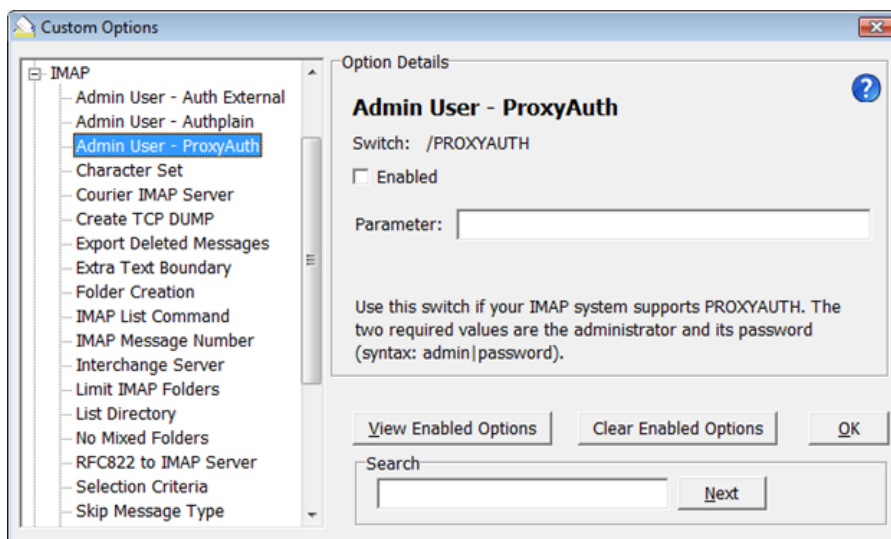 Custom Options
IMAP
Admin User - Auth External
Admin User - Authplain
Admin User - ProxyAuth
Character Set
Courier IMAP Server
Create TCP DUMP
Export Deleted Messages
Extra Text Boundary
Folder Creation
IMAP List Command
IMAP Message Number
Interchange Server
Limit IMAP Folders
List Directory
No Mixed Folders
RFC822 to IMAP Server
Selection Criteria
Skip Message Type
Option Details
?
Admin User - ProxyAuth
Switch: /PROXYAUTH
Enabled
Parameter:
Use this switch if your IMAP system supports PROXYAUTH. The
two required values are the administrator and its password
(syntax: admin|password).
View Enabled Options
Clear Enabled Options
OK
Search
Next